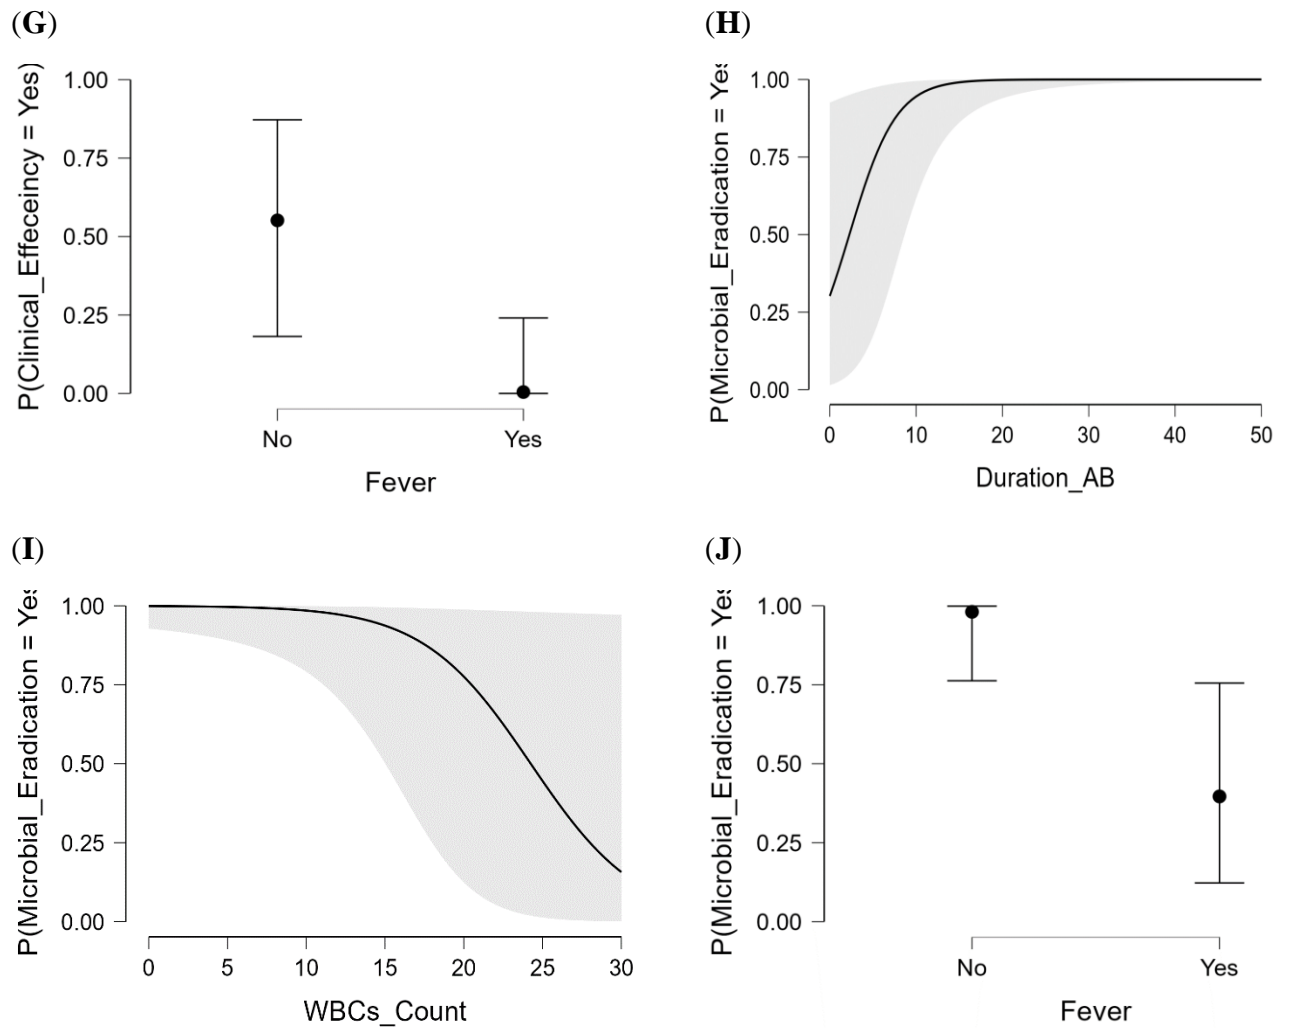 (G)
P(Clinical_Effeceincy = Yes)
1.00
0.75
0.50
0.25
0.00
No Yes
Fever
(H)
P(Microbial_Eradication = Yes
1.00
0.75
0.50
0.25
0.00
0 10 20 30 40 50
Duration_AB
(I)
P(Microbial_Eradication = Yes
1.00
0.75
0.50
0.25
0.00
0 5 10 15 20 25 30
WBCs_Count
(J)
P(Microbial_Eradication = Yes
1.00
0.75
0.50
0.25
0.00
No Yes
Fever